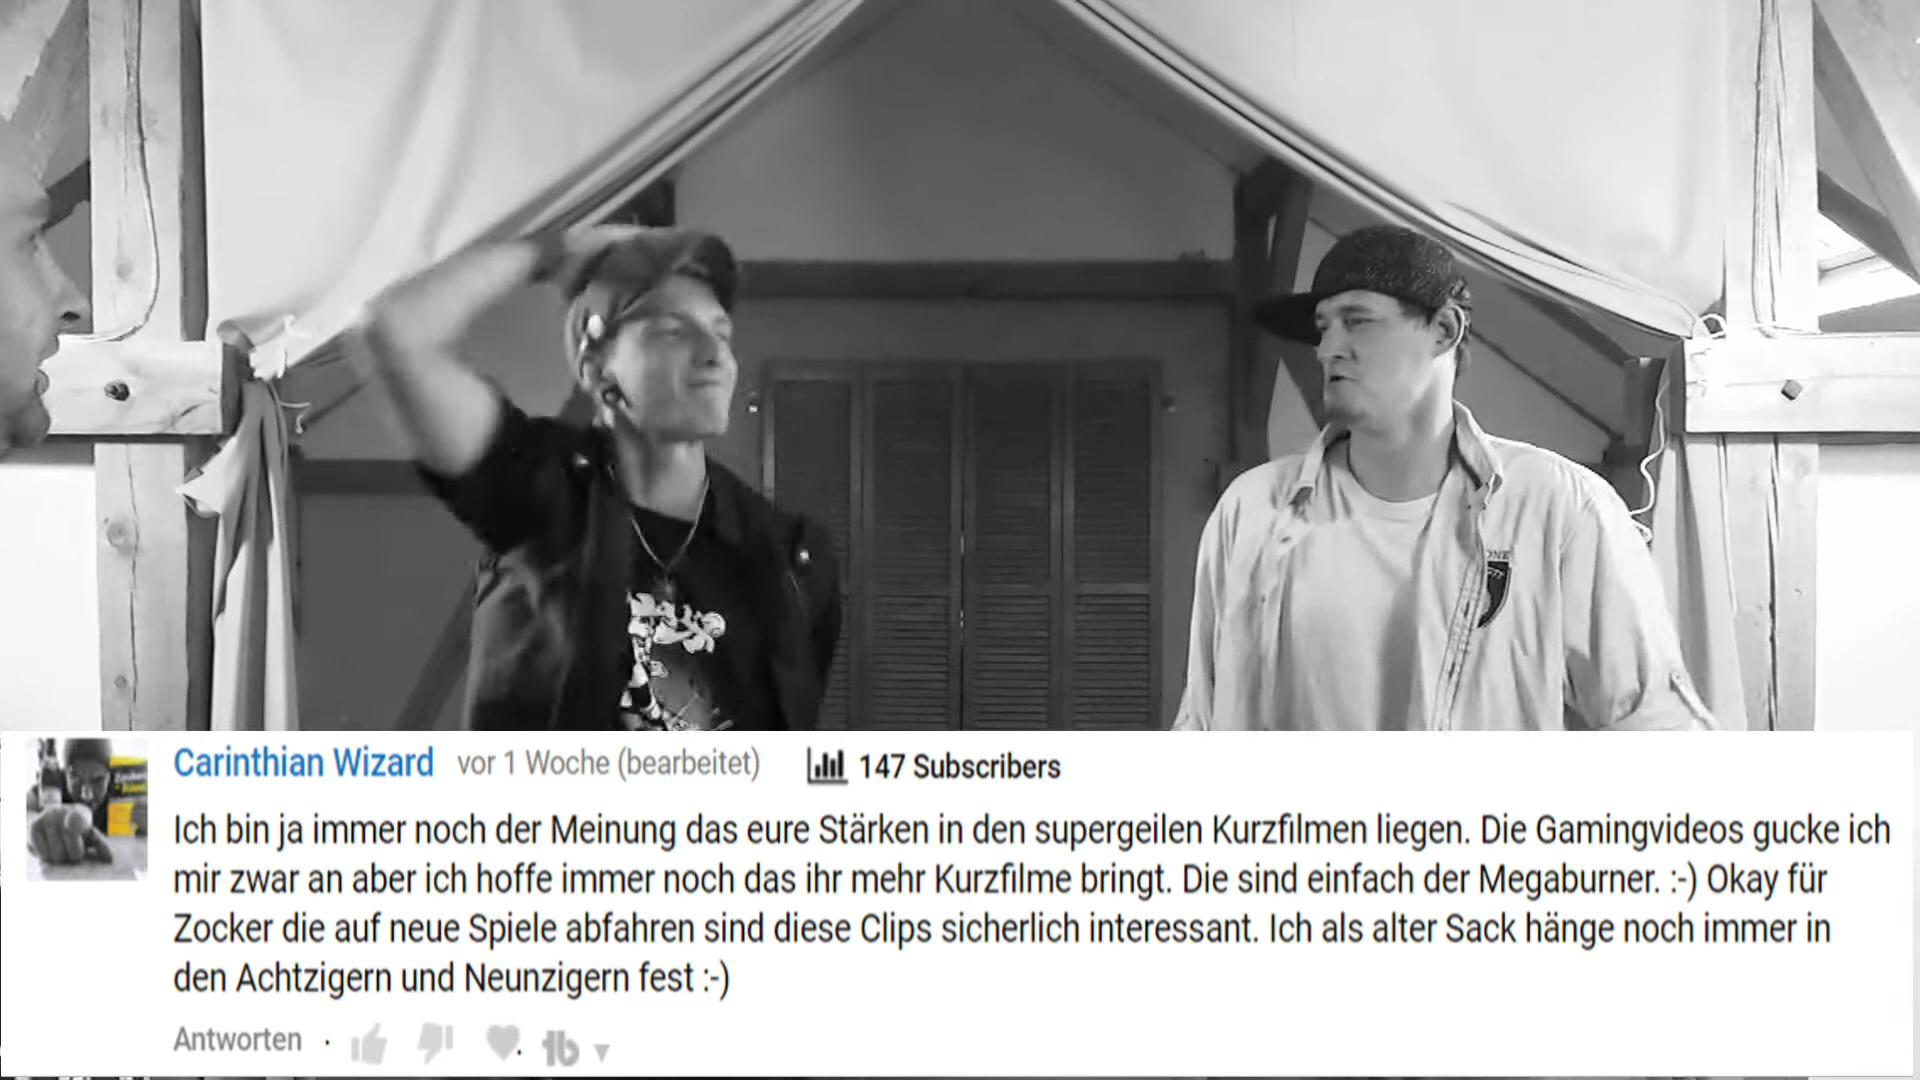 ONE
Carinthian Wizard vor 1 Woche (bearbeitet) 147 Subscribers
Ich bin ja immer noch der Meinung das eure Stärken in den supergeilen Kurzfilmen liegen. Die Gamingvideos gucke ich
mir zwar an aber ich hoffe immer noch das ihr mehr Kurzfilme bringt. Die sind einfach der Megaburner. :-) Okay für
Zocker die auf neue Spiele abfahren sind diese Clips sicherlich interessant. Ich als alter Sack hänge noch immer in
den Achtzigern und Neunzigern fest :-)
Antworten